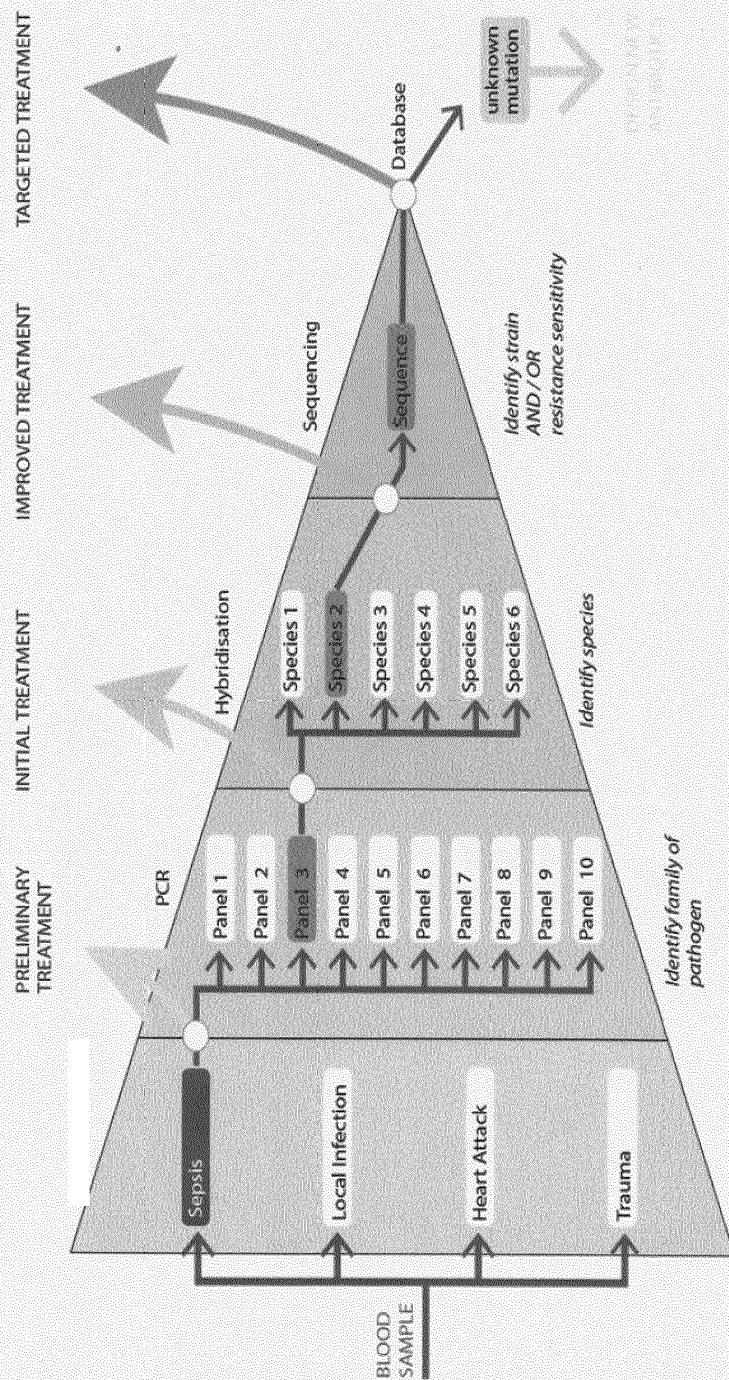 PRELIMINARY
TREATMENT
INITIAL TREATMENT
IMPROVED TREATMENT
TARGETED TREATMENT
BLOOD
SAMPLE
Sepsis
Local Infection
Heart Attack
Trauma
PCR
Panel 1
Panel 2
Panel 3
Panel 4
Panel 5
Panel 6
Panel 7
Panel 8
Panel 9
Panel 10
Identify family of
pathogen
Hybridisation
Species 1
Species 2
Species 3
Species 4
Species 5
Species 6
Identify species
Sequencing
Sequence
Identify strain
AND / OR
resistance sensitivity
Database
unknown
mutation
DESIGN NEW
ANTIBIOTICS